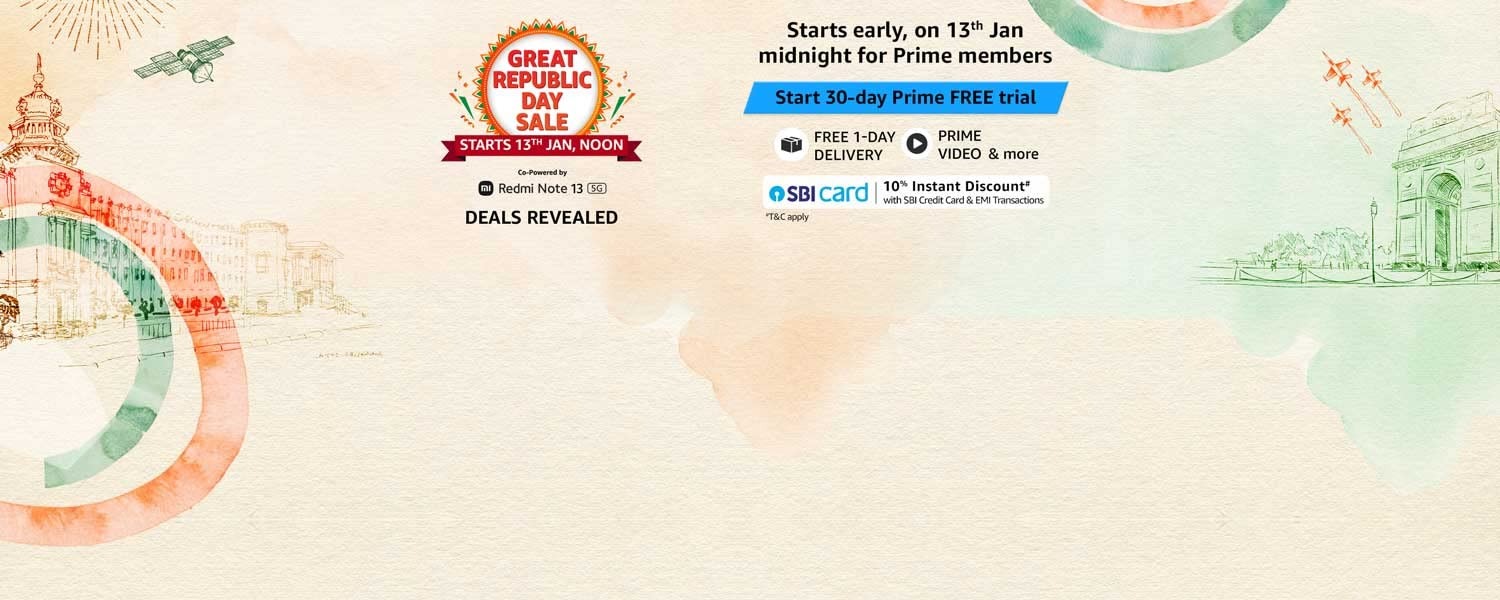 GREAT
REPUBLIC
DAY
SALE
STARTS 13TH JAN, NOON
Co-Powered by
Redmi Note 13 5G
DEALS REVEALED
Starts early, on 13th Jan
midnight for Prime members
Start 30-day Prime FREE trial
FREE 1-DAY
DELIVERY
PRIME
VIDEO & more
SBI card
10% Instant Discount#
with SBI Credit Card & EMI Transactions
#T&C apply